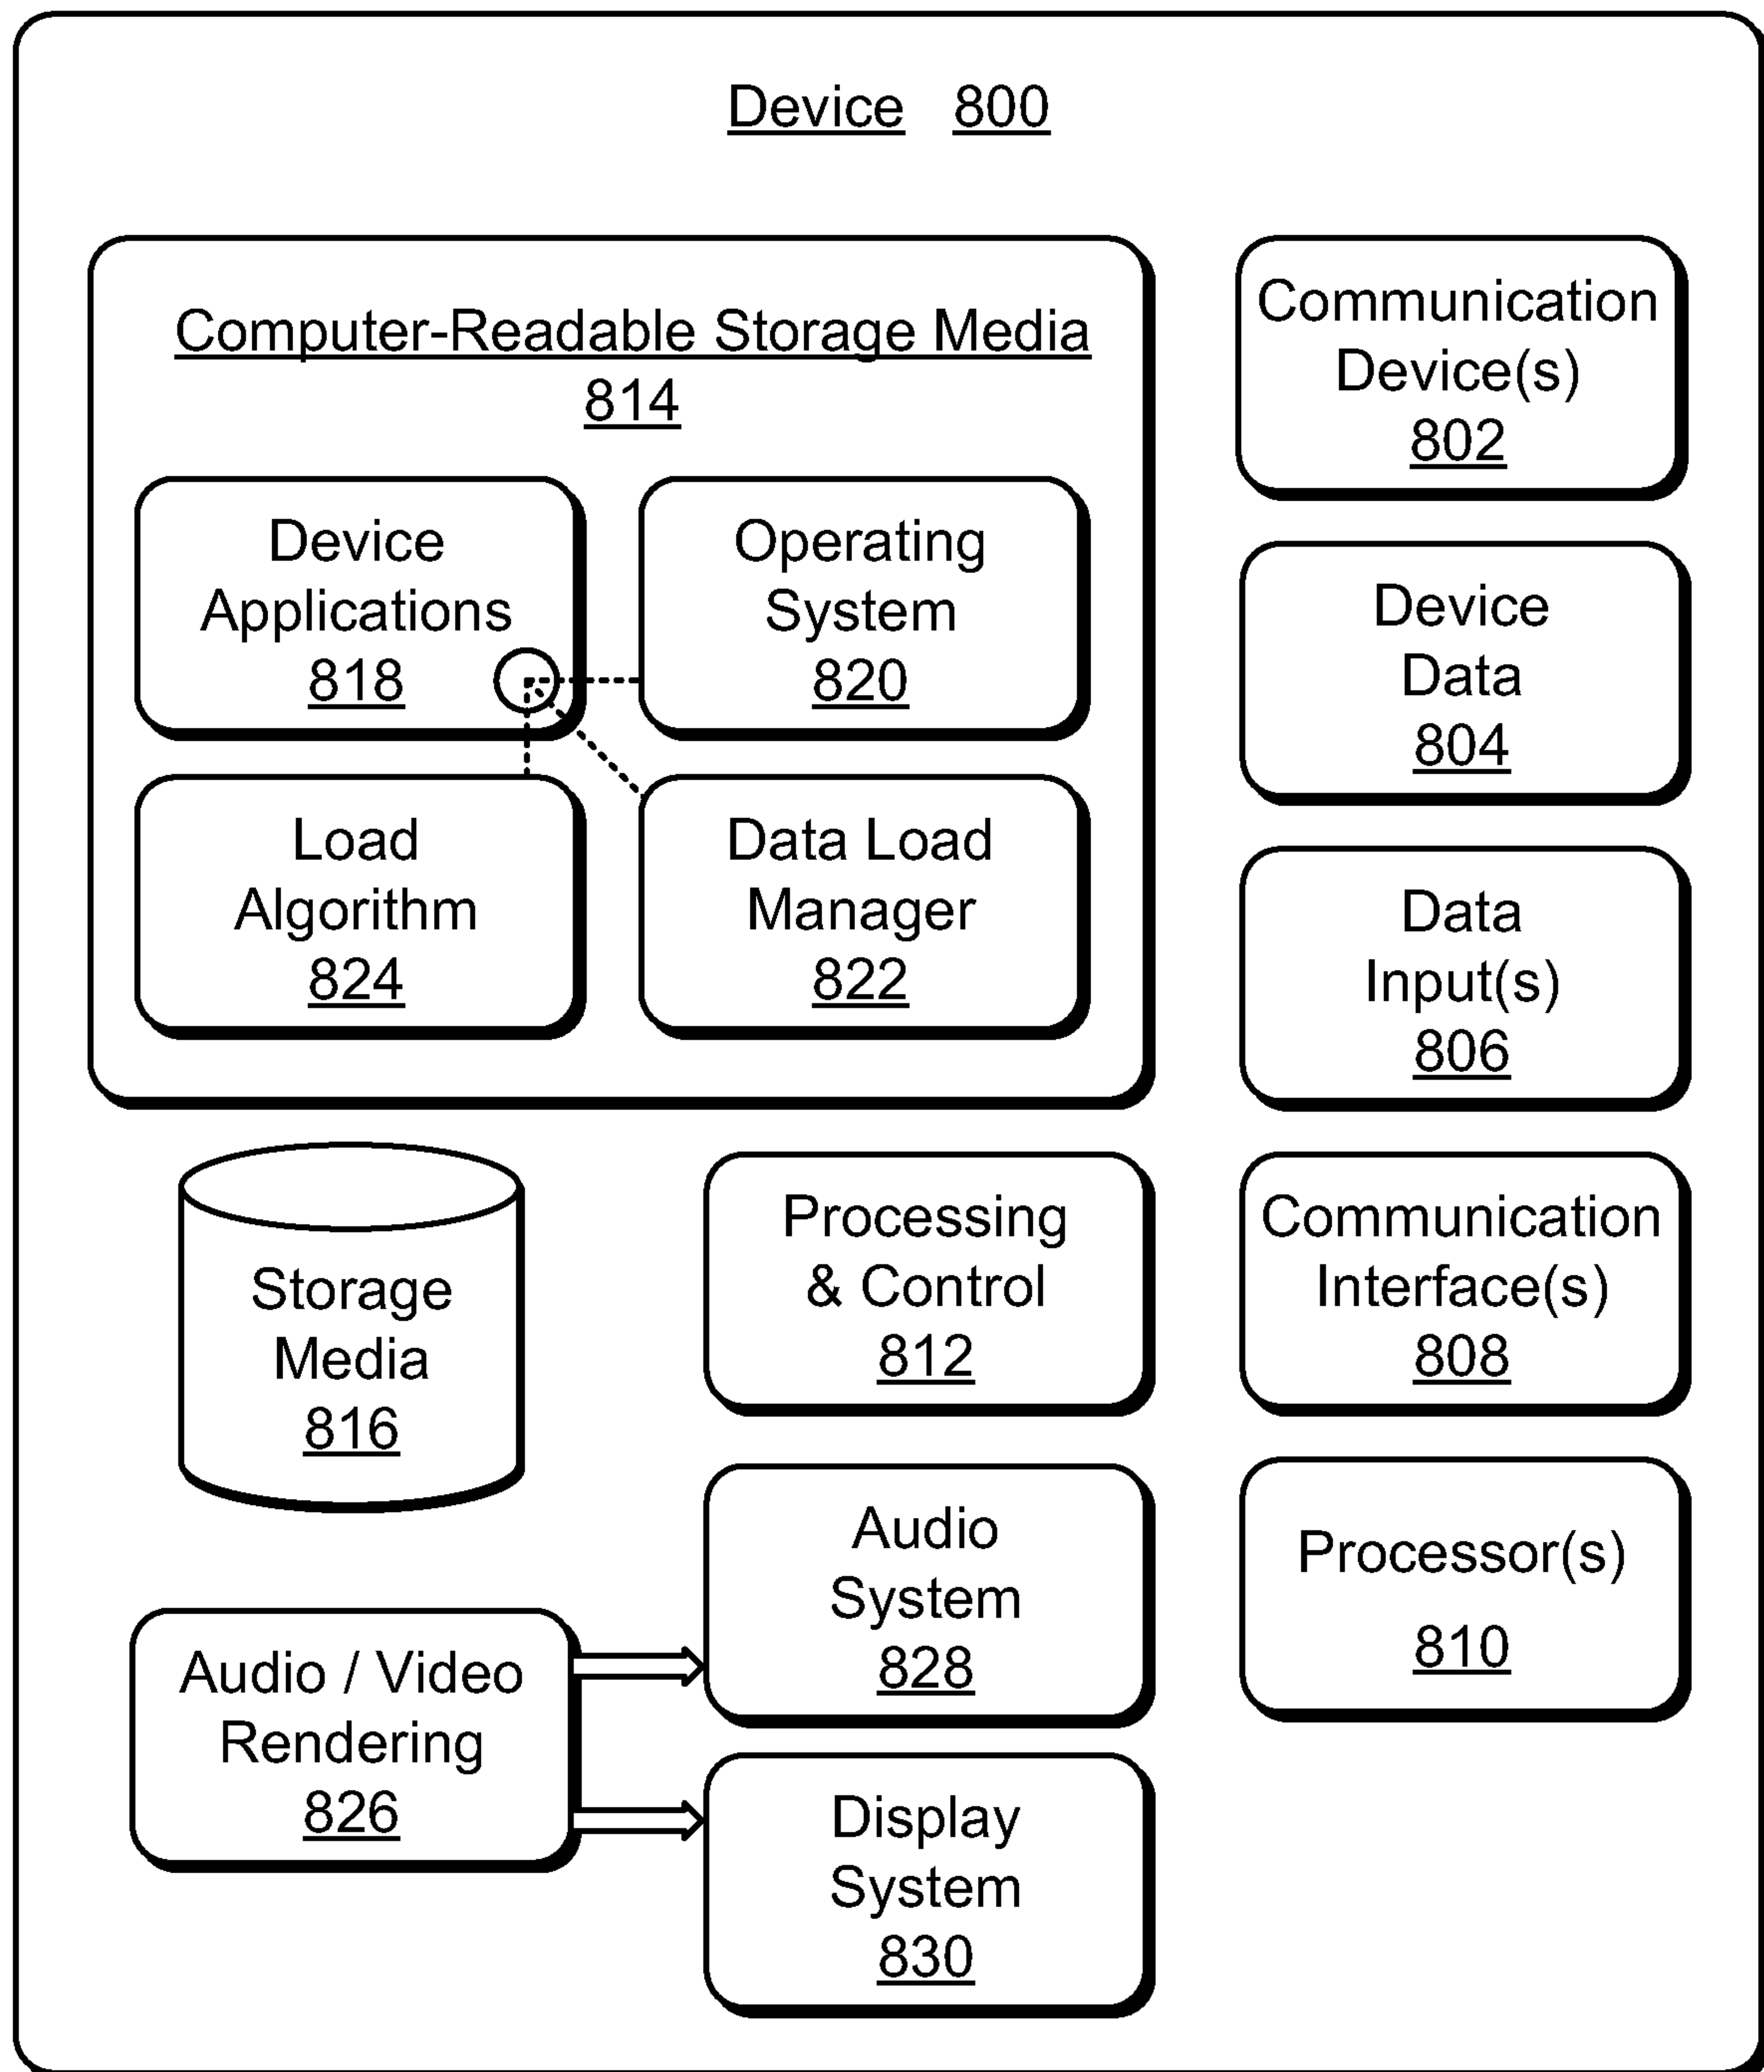 Device 800
Computer-Readable Storage Media
814
Device
Applications
818
Operating
System
820
Load
Algorithm
824
Data Load
Manager
822
Communication
Device(s)
802
Device
Data
804
Data
Input(s)
806
Communication
Interface(s)
808
Processor(s)
810
Storage
Media
816
Processing
& Control
812
Audio / Video
Rendering
826
Audio
System
828
Display
System
830